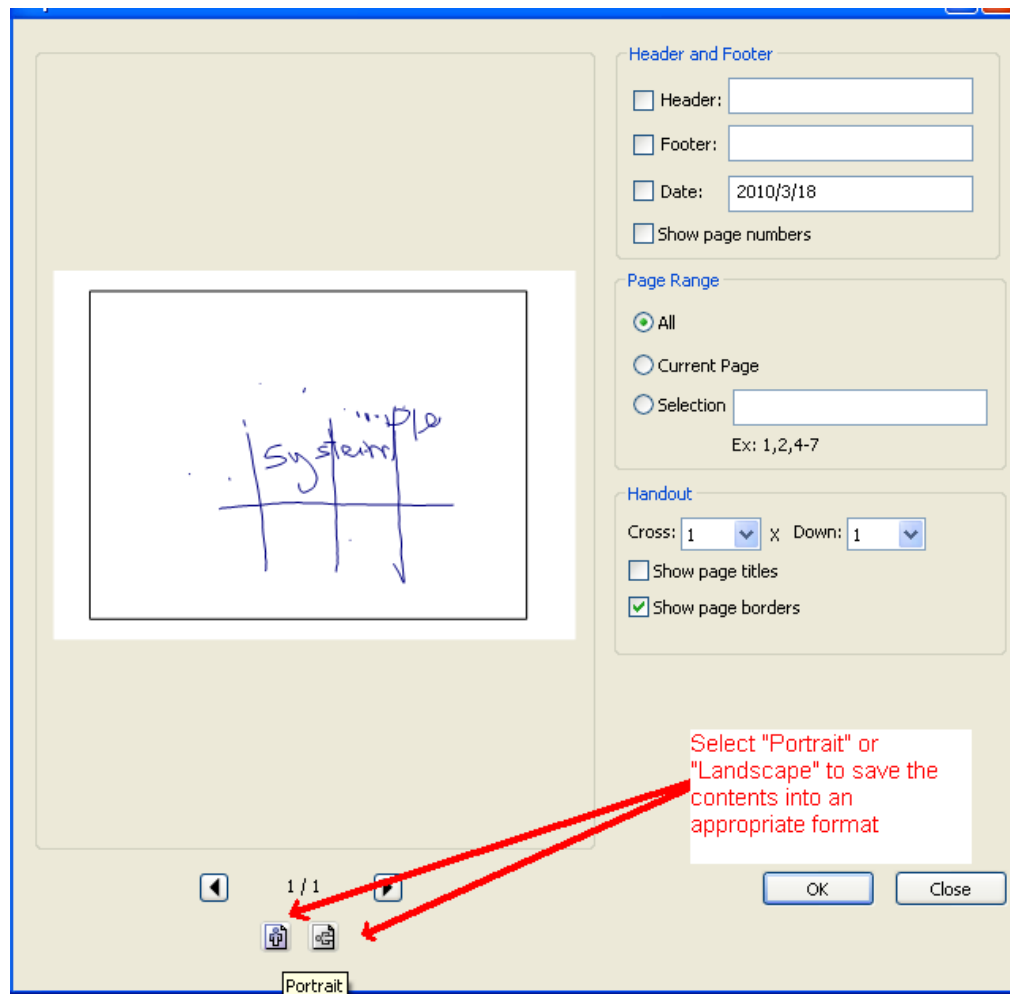 Header and Footer
Header:
Footer:
Date: 2010/3/18
Show page numbers
Page Range
All
Current Page
Selection
Ex: 1,2,4-7
Handout
Cross: 1 X Down: 1
Show page titles
Show page borders
Select "Portrait" or
"Landscape" to save the
contents into an
appropriate format
1 / 1
OK Close
Portrait